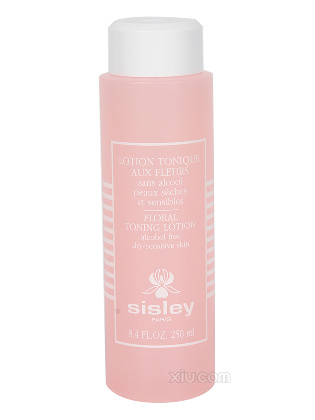 LOTION TONIQUE
AUX FLEURS
sans alcool
peaux sèches
et sensibles
FLORAL
TONING LOTION
alcohol free
dry-sensitive skin
sisley
PARIS
8.4 FL.OZ. 250 ml
xiu.com